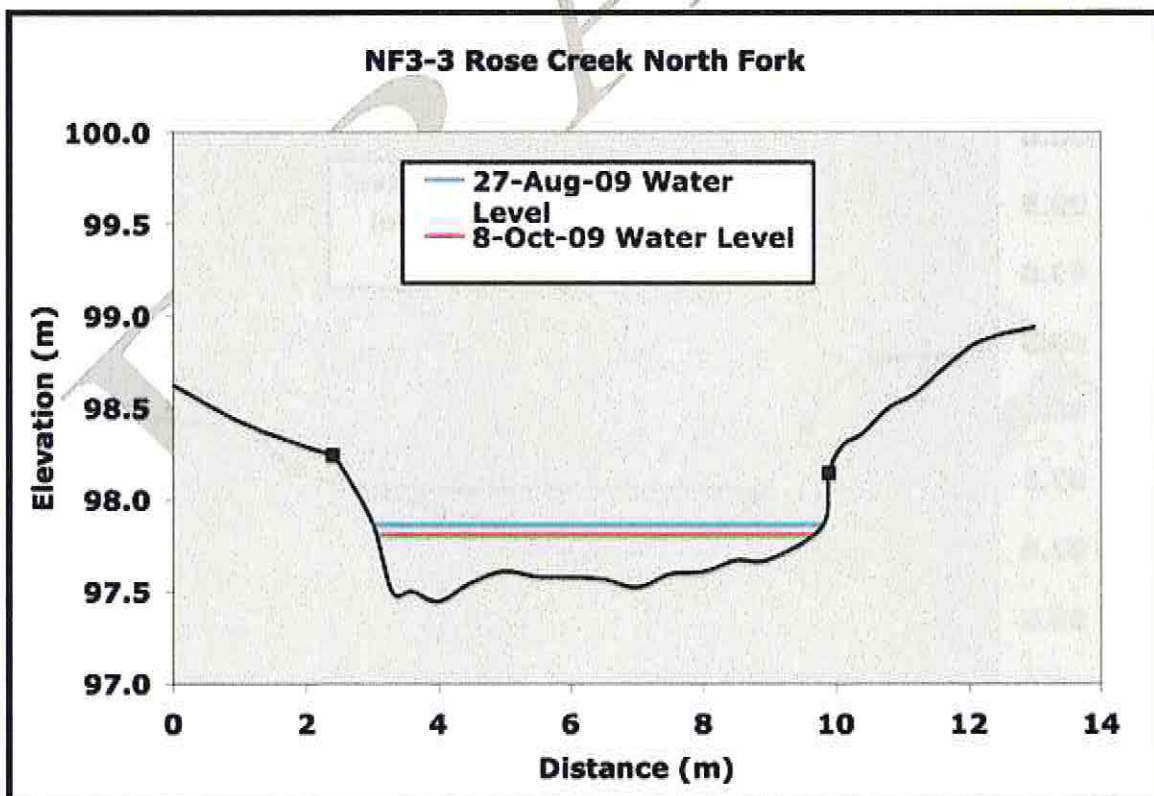 NF3-3 Rose Creek North Fork
100.0
99.5
99.0
98.5
98.0
97.5
97.0
Elevation (m)
27-Aug-09 Water
Level
8-Oct-09 Water Level
0 2 4 6 8 10 12 14
Distance (m)